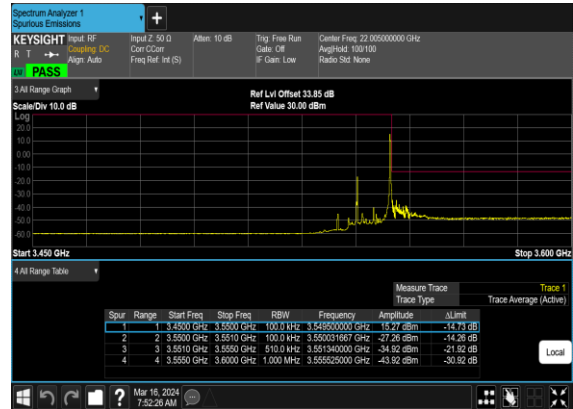 Spectrum Analyzer 1
Spurious Emissions
+
KEYSIGHT Input: RF Input Z: 50 Ω Atten: 10 dB Trig: Free Run Center Freq: 22.005000000 GHz
R T Coupling: DC Corr CCorr Gate: Off Avg|Hold: 100/100
Align: Auto Freq Ref: Int (S) IF Gain: Low Radio Std: None
PASS
3 All Range Graph
Ref Lvl Offset 33.85 dB
Scale/Div 10.0 dB Ref Value 30.00 dBm
Log
20.0
10.0
0.00
-10.0
-20.0
-30.0
-40.0
-50.0
-60.0
Start 3.450 GHz Stop 3.600 GHz
4 All Range Table
Measure Trace Trace 1
Trace Type Trace Average (Active)
Spur Range Start Freq Stop Freq RBW Frequency Amplitude ΔLimit
1 1 3.4500 GHz 3.5500 GHz 100.0 kHz 3.549500000 GHz 15.27 dBm -14.73 dB
2 2 3.5500 GHz 3.5510 GHz 100.0 kHz 3.550031667 GHz -27.26 dBm -14.26 dB
3 3 3.5510 GHz 3.5550 GHz 510.0 kHz 3.551340000 GHz -34.92 dBm -21.92 dB
4 4 3.5550 GHz 3.6000 GHz 1.000 MHz 3.555525000 GHz -43.92 dBm -30.92 dB
Local
?
Mar 16, 2024
7:52:26 AM